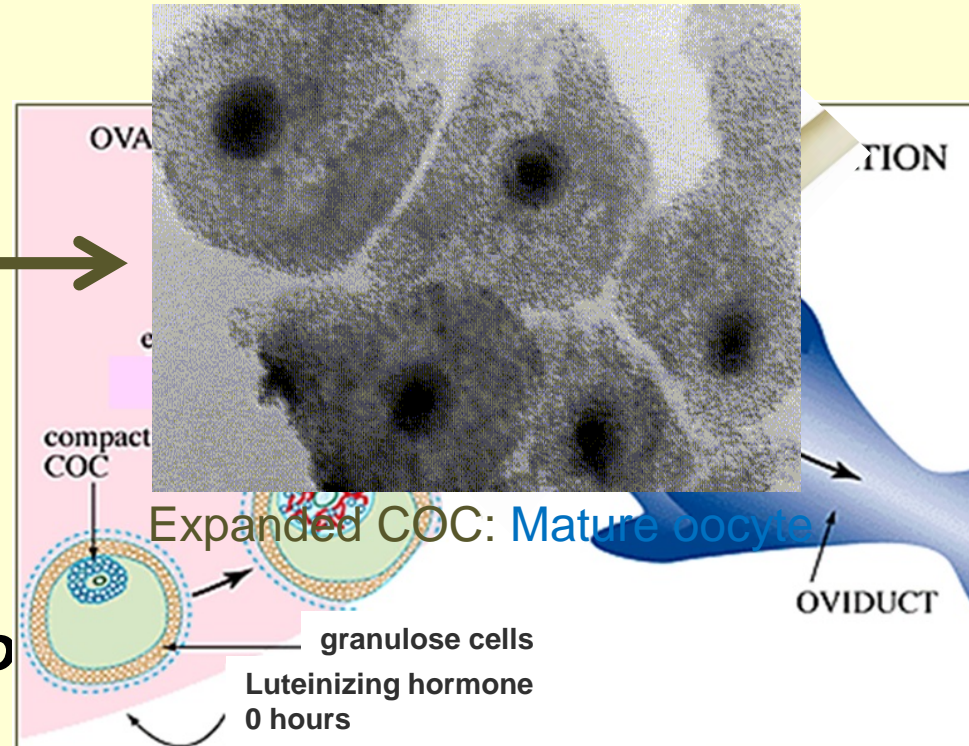 OVA
TION
e
compact
COC
Expanded COC: Mature oocyte
OVIDUCT
granulose cells
Luteinizing hormone
0 hours